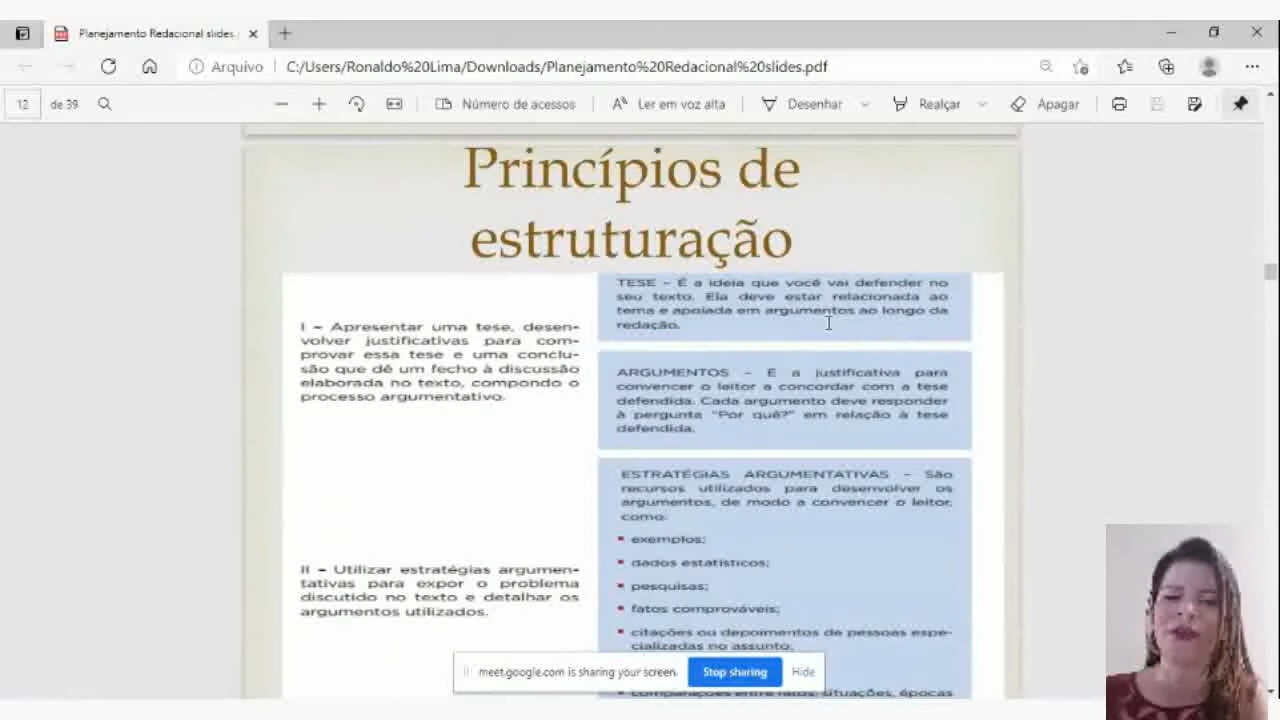 Planejamento Redacional slides.
Arquivo
C:/Users/Ronaldo%20Lima/Downloads/Planejamento%20Redacional%20slides.pdf
12
de 39
Número de acessos
Ler em voz alta
Desenhar
Realçar
Apagar
Princípios de
estruturação
I – Apresentar uma tese, desen-
volver justificativas para com-
provar essa tese e uma conclu-
são que dê um fecho à discussão
elaborada no texto, compondo o
processo argumentativo.
TESE – É a ideia que você vai defender no
seu texto. Ela deve estar relacionada ao
tema e apoiada em argumentos ao longo da
redação.
ARGUMENTOS – É a justificativa para
convencer o leitor a concordar com a tese
defendida. Cada argumento deve responder
à pergunta "Por quê?" em relação à tese
defendida.
II – Utilizar estratégias argumen-
tativas para expor o problema
discutido no texto e detalhar os
argumentos utilizados.
ESTRATÉGIAS ARGUMENTATIVAS – São
recursos utilizados para desenvolver os
argumentos, de modo a convencer o leitor,
como:
exemplos;
dados estatísticos;
pesquisas;
fatos comprováveis;
citações ou depoimentos de pessoas espe-
cializadas no assunto;
comparações entre fatos, situações, épocas
meet.google.com is sharing your screen.
Stop sharing
Hide